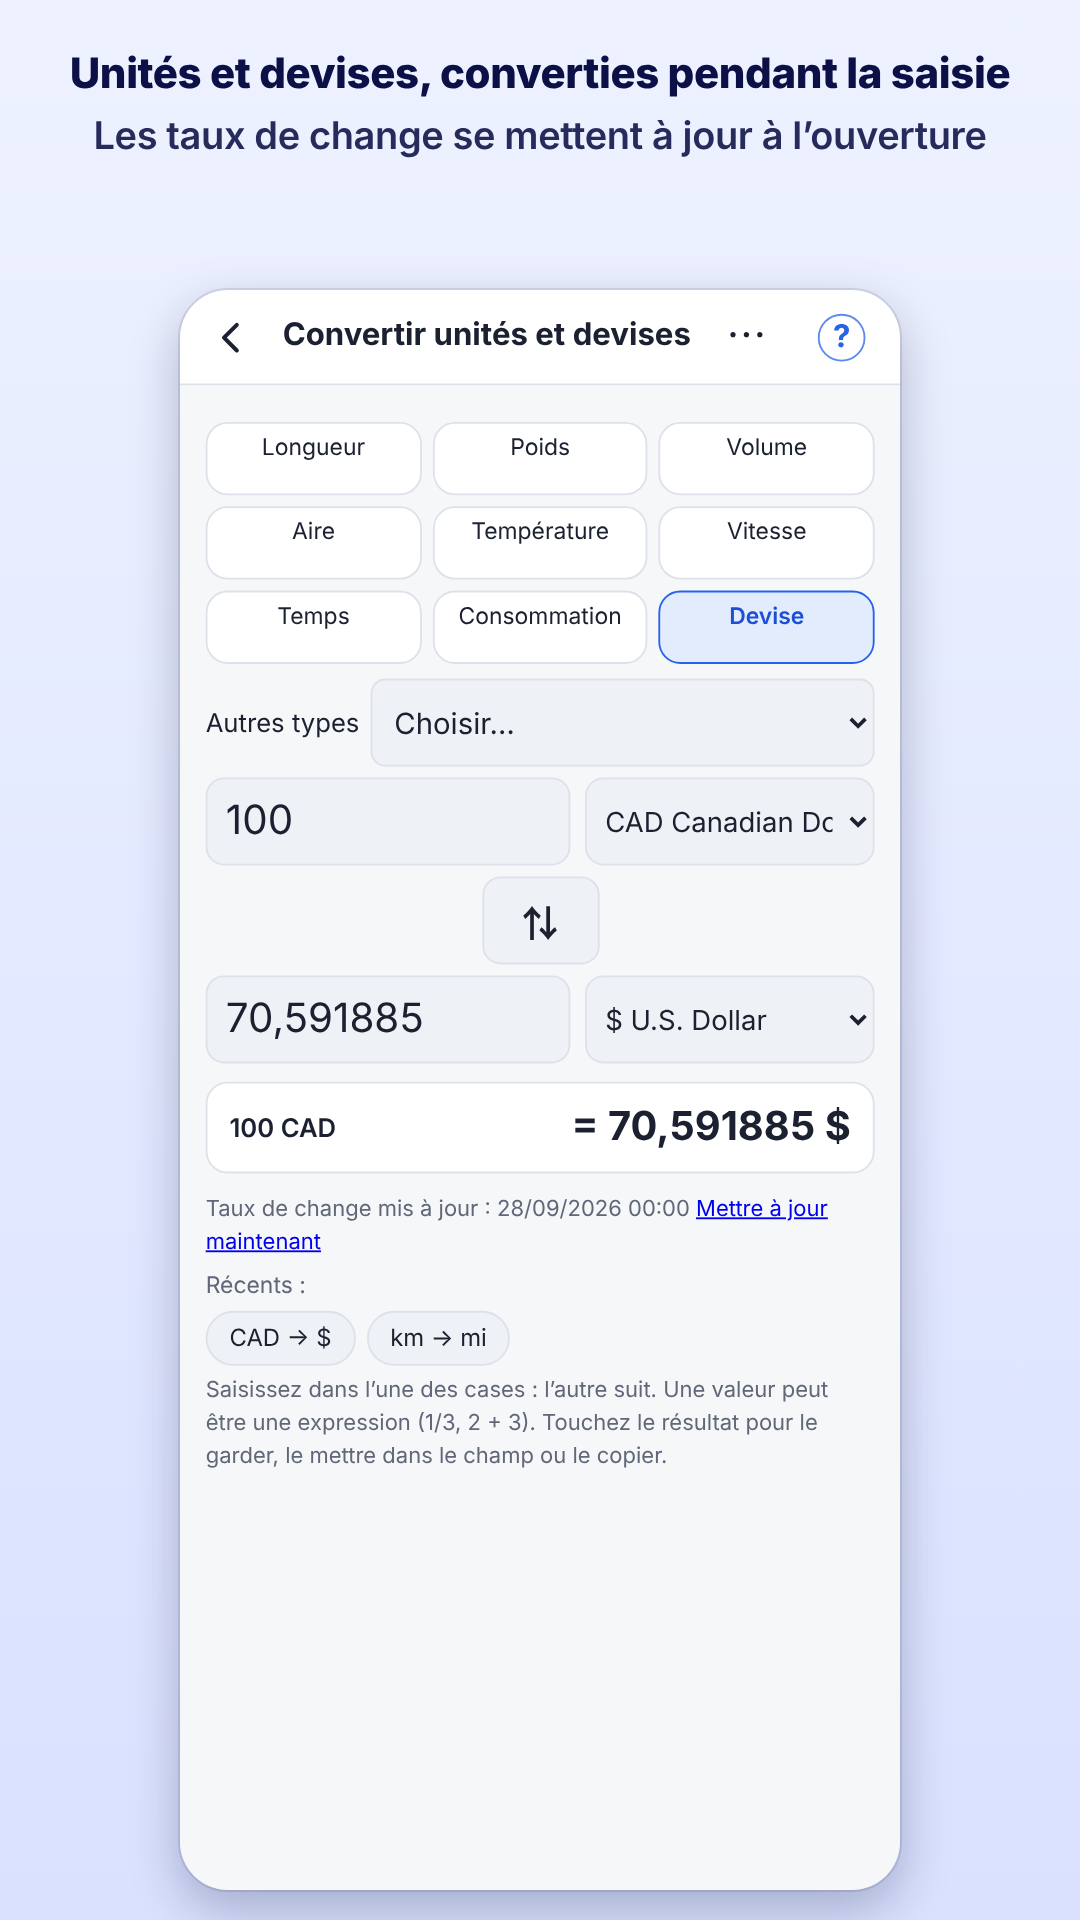 Unités et devises, converties pendant la saisie
Les taux de change se mettent à jour à l’ouverture
Convertir unités et devises ··· ?
Longueur Poids Volume
Aire Température Vitesse
Temps Consommation Devise
Autres types Choisir...
100 CAD Canadian Do
70,591885 $ U.S. Dollar
100 CAD = 70,591885 $
Taux de change mis à jour : 28/09/2026 00:00 Mettre à jour
maintenant
Récents :
CAD → $ km → mi
Saisissez dans l’une des cases : l’autre suit. Une valeur peut
être une expression (1/3, 2 + 3). Touchez le résultat pour le
garder, le mettre dans le champ ou le copier.